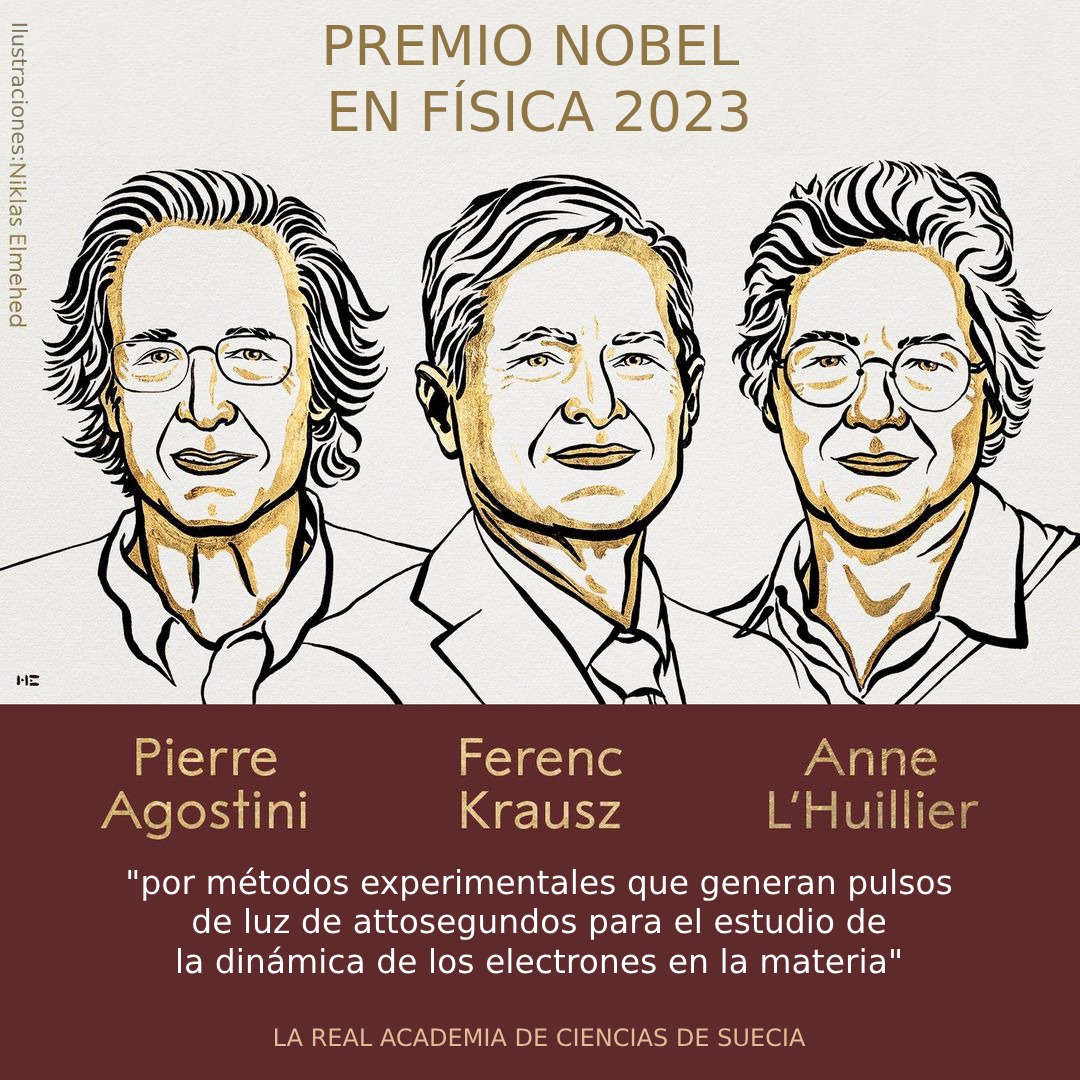 Ilustraciones:Niklas Elmehed
PREMIO NOBEL
EN FÍSICA 2023
Pierre
Agostini
Ferenc
Krausz
Anne
L'Huillier
"por métodos experimentales que generan pulsos
de luz de attosegundos para el estudio de
la dinámica de los electrones en la materia"
LA REAL ACADEMIA DE CIENCIAS DE SUECIA